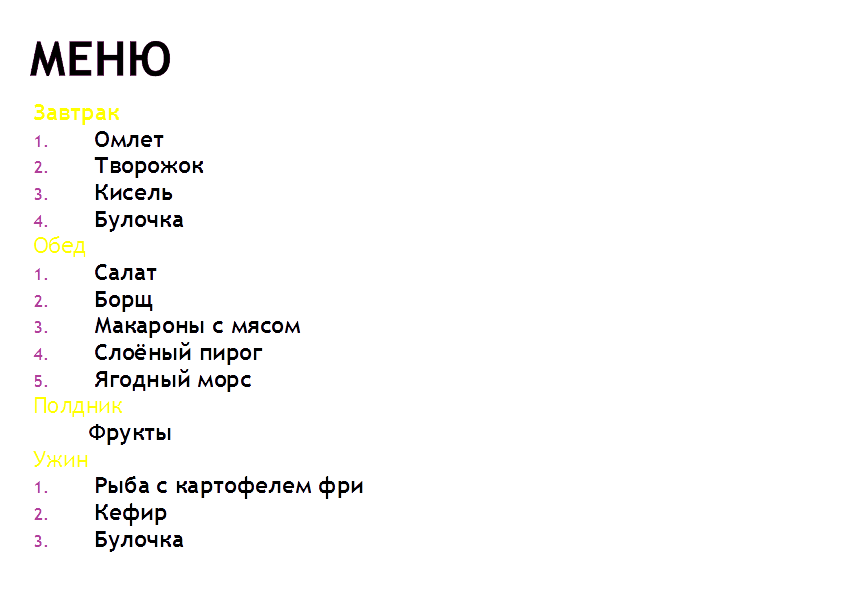 МЕНЮ
Завтрак
1. Омлет
2. Творожок
3. Кисель
4. Булочка
Обед
1. Салат
2. Борщ
3. Макароны с мясом
4. Слоёный пирог
5. Ягодный морс
Полдник
Фрукты
Ужин
1. Рыба с картофелем фри
2. Кефир
3. Булочка